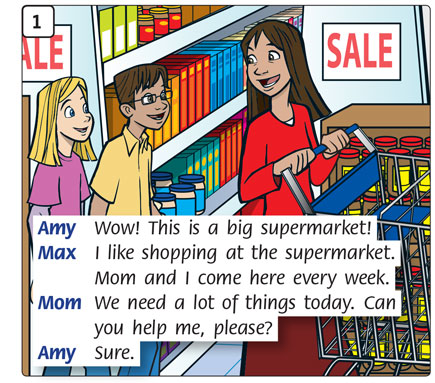 1
ALE
SALE
Amy Wow! This is a big supermarket!
Max I like shopping at the supermarket.
Mom and I come here every week.
Mom We need a lot of things today. Can
you help me, please?
Amy Sure.